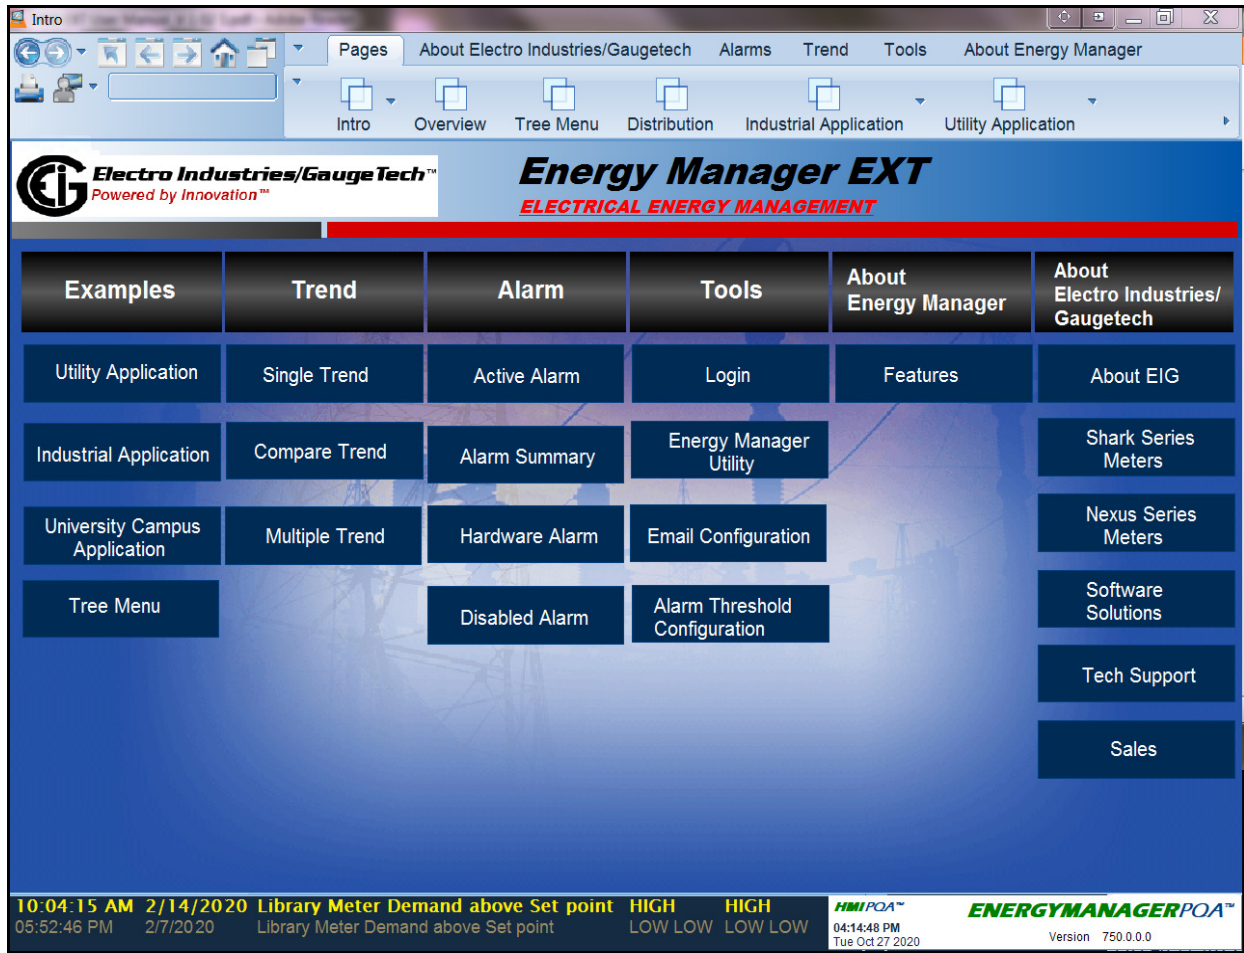 Intro
Pages About Electro Industries/Gaugetech Alarms Trend Tools About Energy Manager
Intro Overview Tree Menu Distribution Industrial Application Utility Application
EiG Electro Industries/GaugeTech™
Powered by Innovation™
Energy Manager EXT
ELECTRICAL ENERGY MANAGEMENT
Examples Trend Alarm Tools
About
Energy Manager
About
Electro Industries/
Gaugetech
Utility Application Single Trend Active Alarm Login Features About EIG
Industrial Application Compare Trend Alarm Summary
Energy Manager
Utility
Shark Series
Meters
University Campus
Application
Multiple Trend Hardware Alarm Email Configuration
Nexus Series
Meters
Tree Menu Disabled Alarm
Alarm Threshold
Configuration
Software
Solutions
Tech Support
Sales
10:04:15 AM 2/14/2020 Library Meter Demand above Set point HIGH HIGH
05:52:46 PM 2/7/2020 Library Meter Demand above Set point LOW LOW LOW LOW
HMIPQA™
04:14:48 PM
Tue Oct 27 2020
ENERGYMANAGERPQA™
Version 750.0.0.0